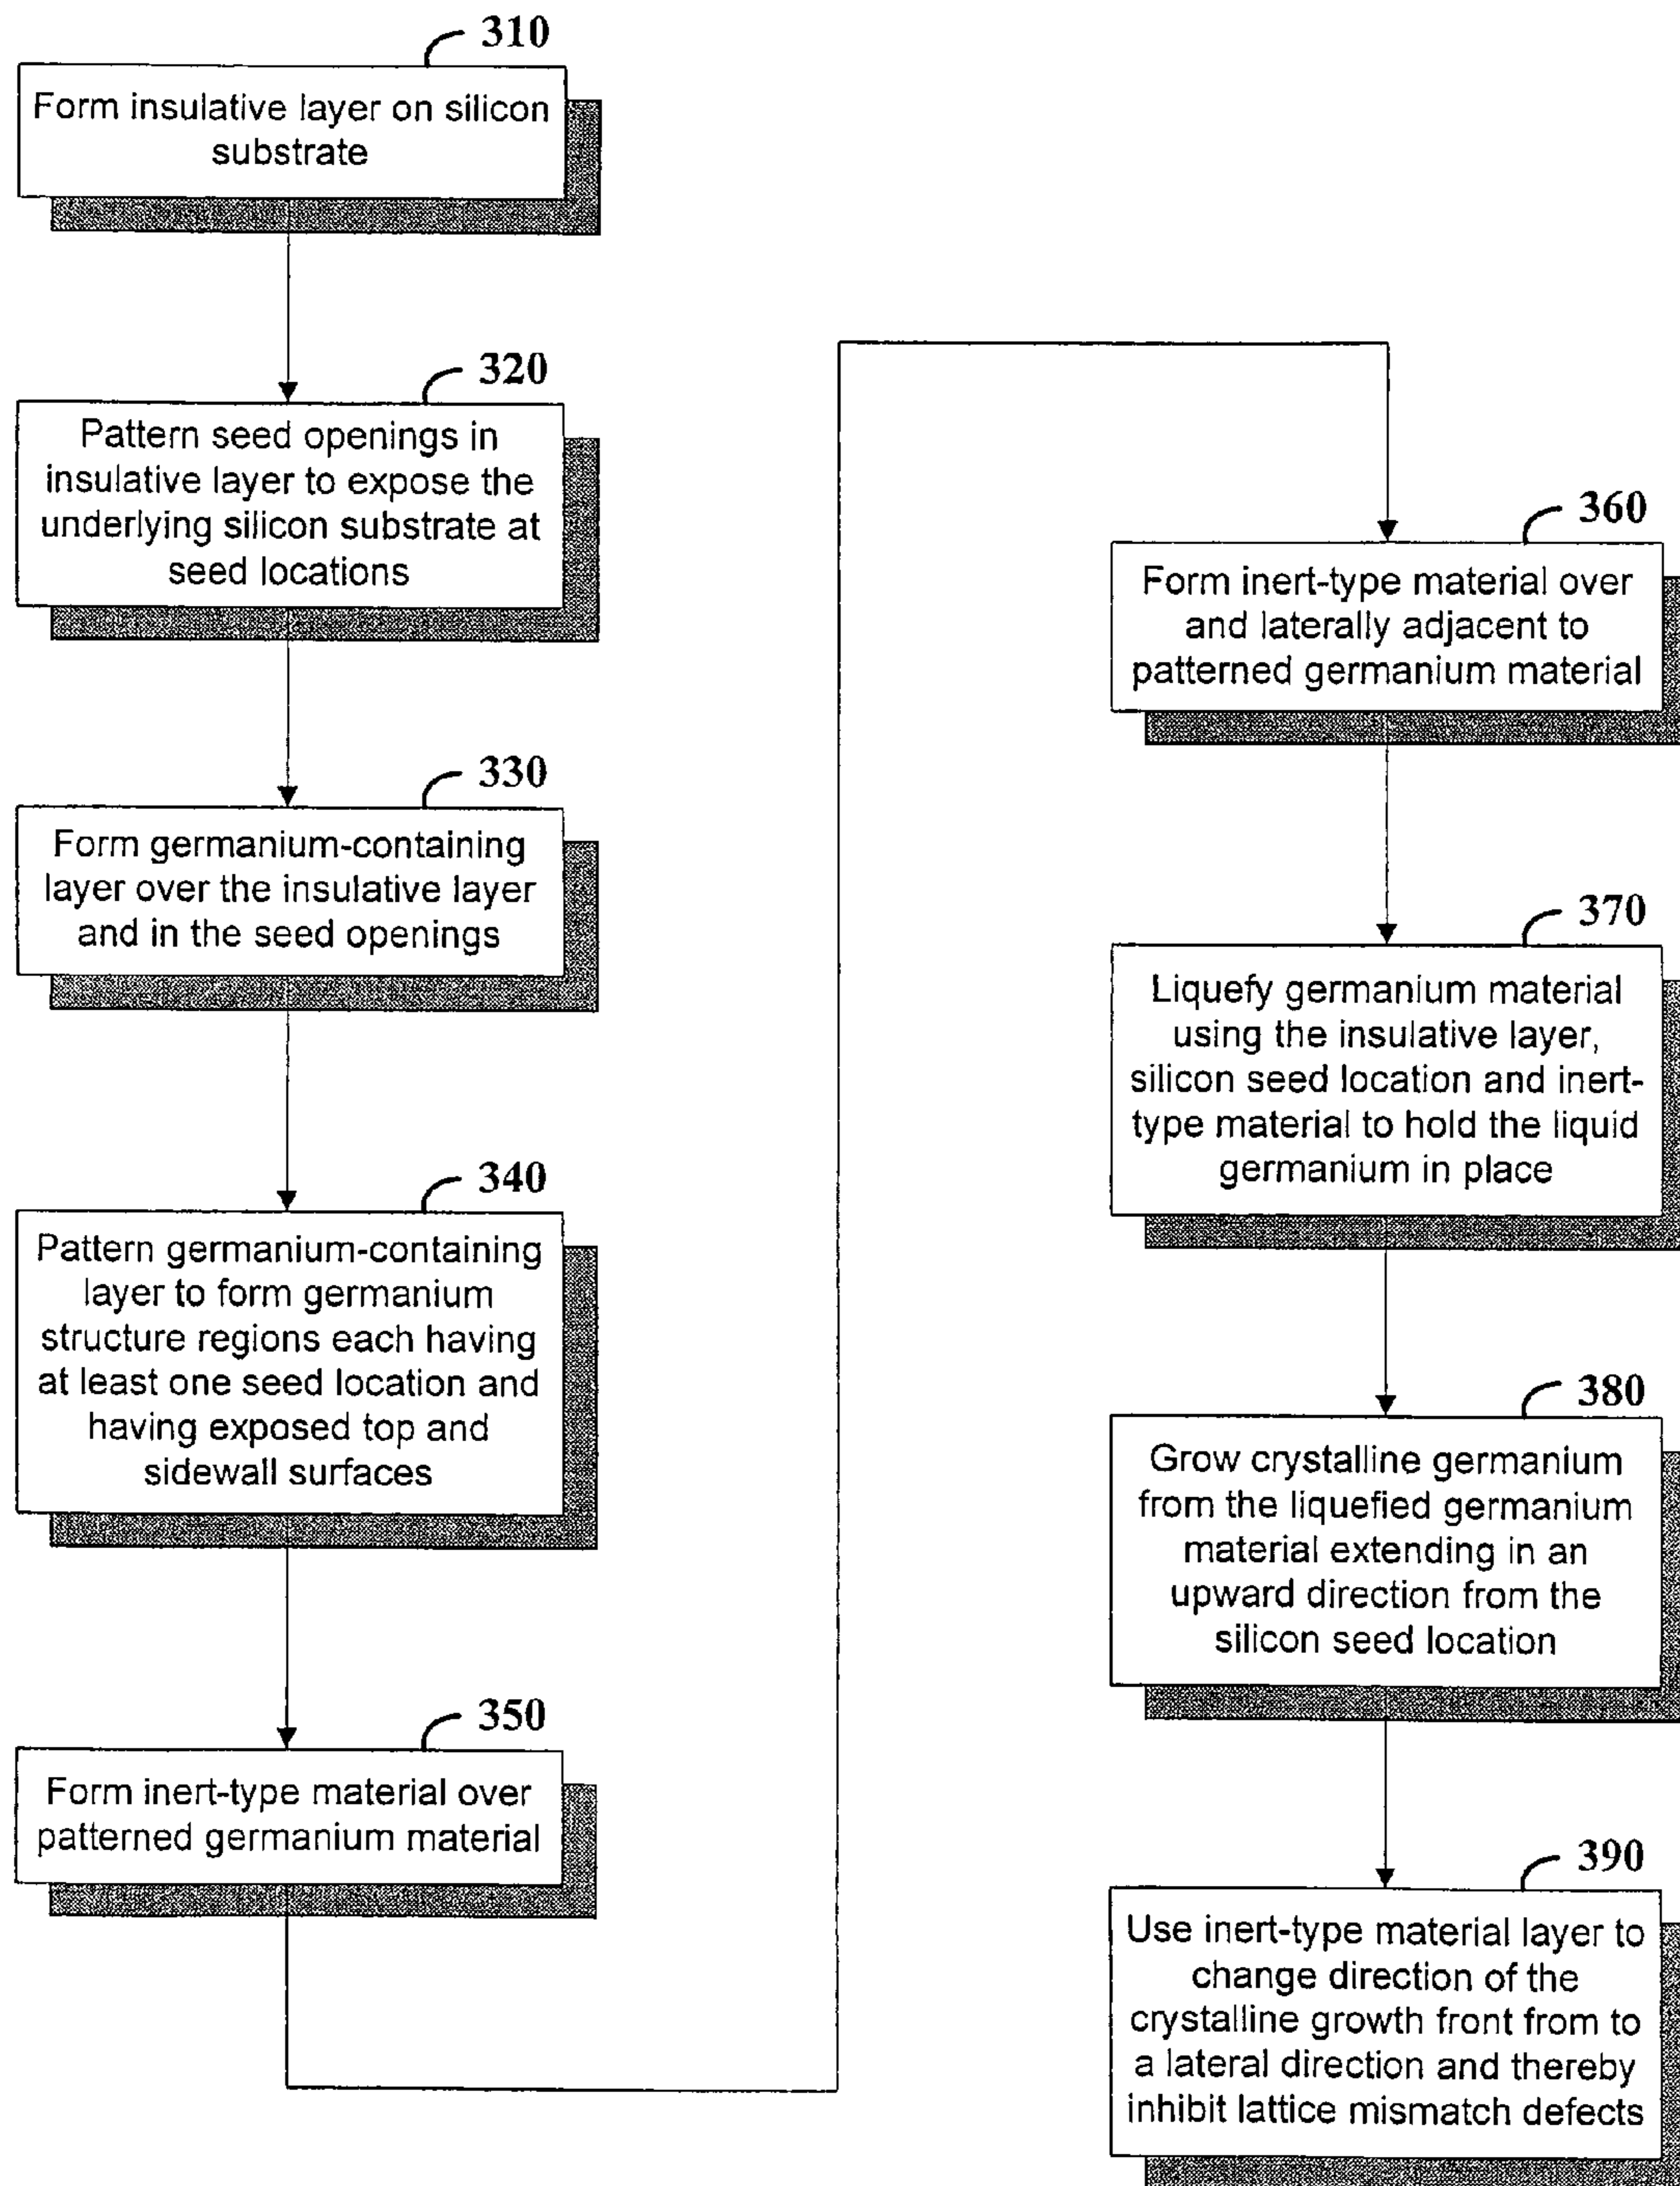 310
Form insulative layer on silicon
substrate
320
Pattern seed openings in
insulative layer to expose the
underlying silicon substrate at
seed locations
330
Form germanium-containing
layer over the insulative layer
and in the seed openings
340
Pattern germanium-containing
layer to form germanium
structure regions each having
at least one seed location and
having exposed top and
sidewall surfaces
350
Form inert-type material over
patterned germanium material
360
Form inert-type material over
and laterally adjacent to
patterned germanium material
370
Liquefy germanium material
using the insulative layer,
silicon seed location and inert-
type material to hold the liquid
germanium in place
380
Grow crystalline germanium
from the liquefied germanium
material extending in an
upward direction from the
silicon seed location
390
Use inert-type material layer to
change direction of the
crystalline growth front from to
a lateral direction and thereby
inhibit lattice mismatch defects